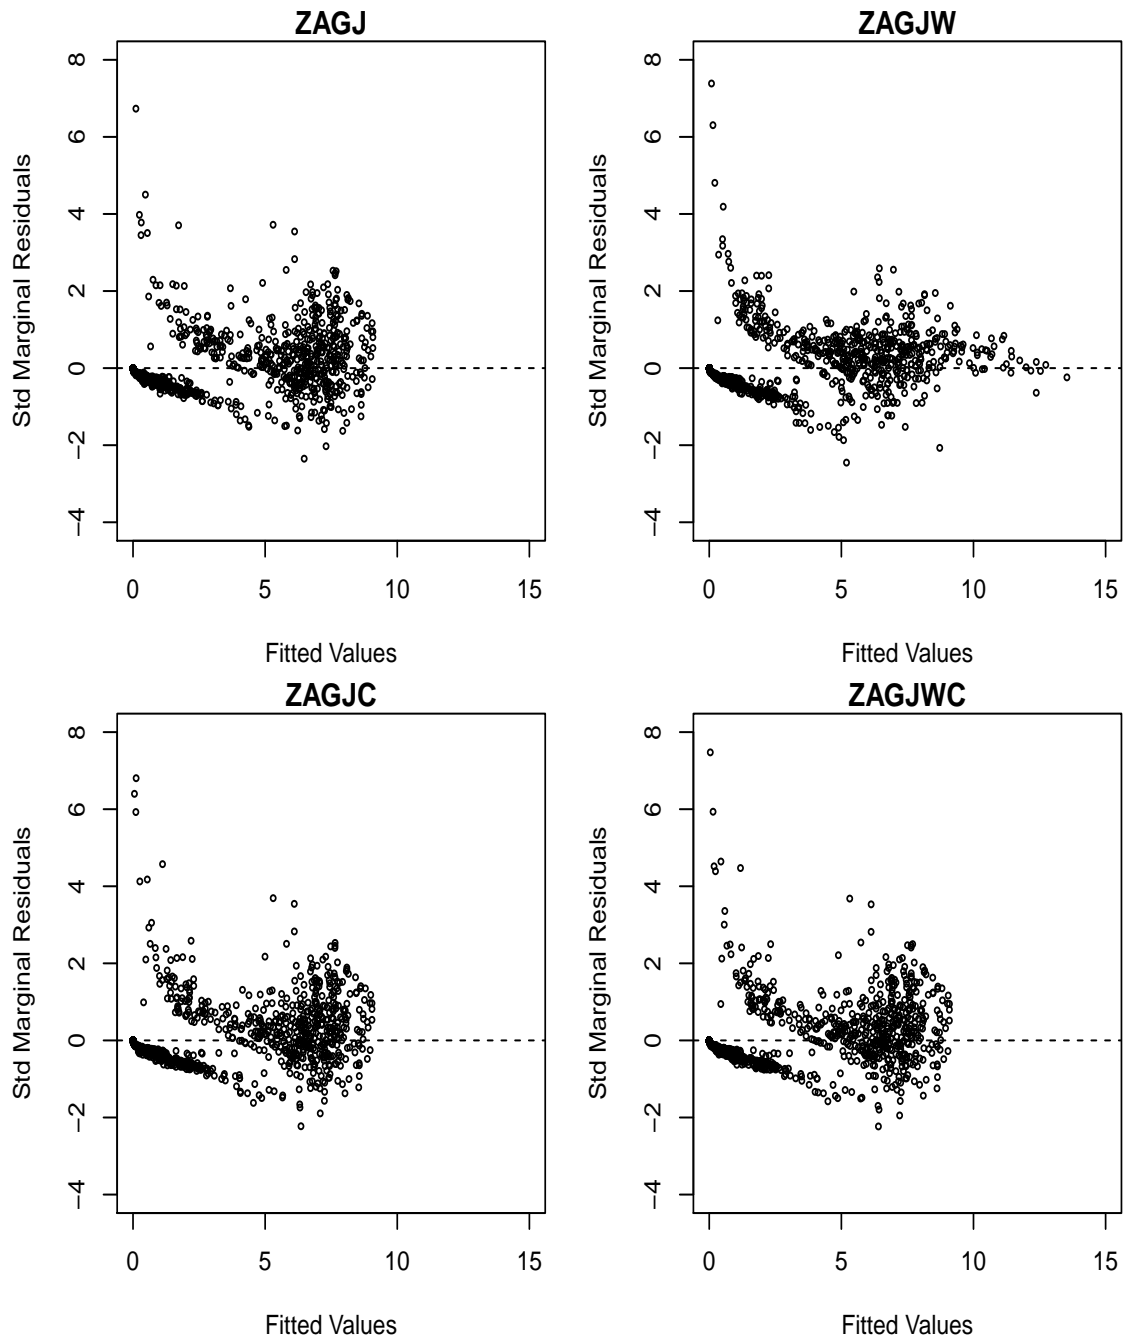 ZAGJ
Std Marginal Residuals
8
6
4
2
0
−2
−4
0 5 10 15
Fitted Values
ZAGJW
Std Marginal Residuals
8
6
4
2
0
−2
−4
0 5 10 15
Fitted Values
ZAGJC
Std Marginal Residuals
8
6
4
2
0
−2
−4
0 5 10 15
Fitted Values
ZAGJWC
Std Marginal Residuals
8
6
4
2
0
−2
−4
0 5 10 15
Fitted Values